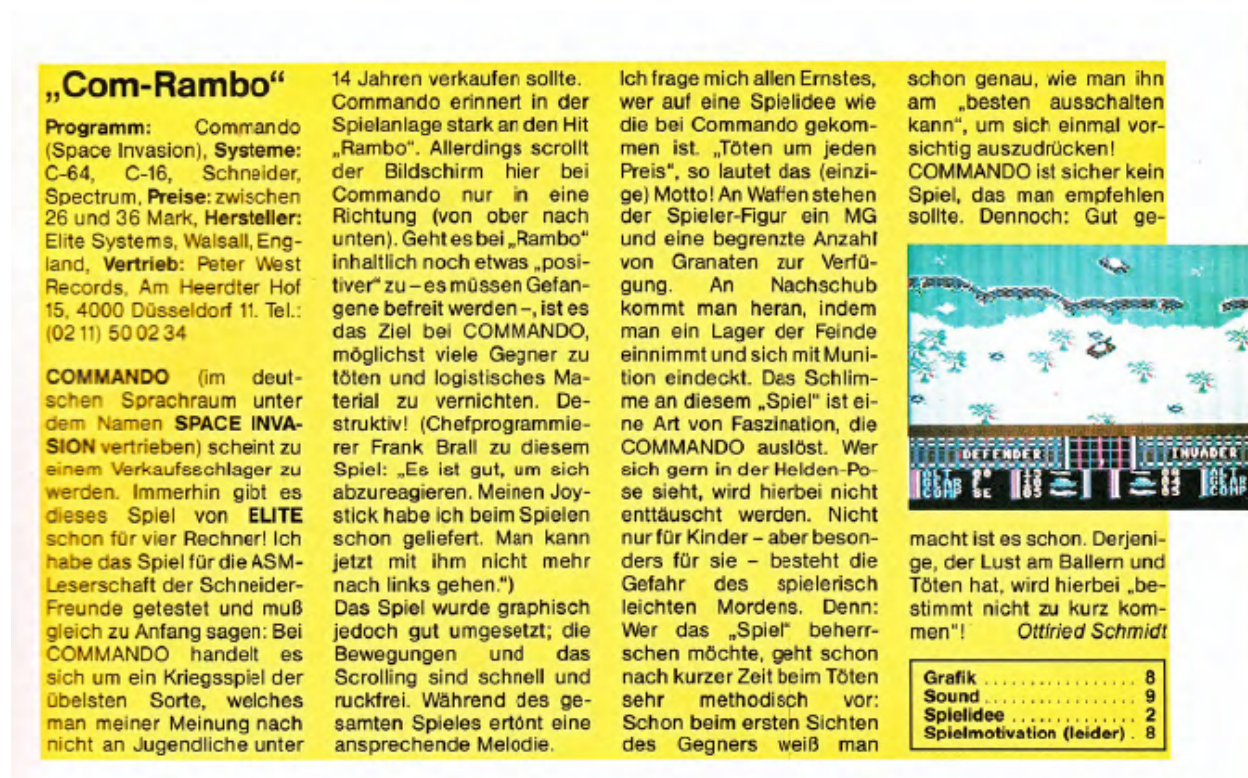 „Com-Rambo“
Programm: Commando
(Space Invasion), Systeme:
C-64, C-16, Schneider,
Spectrum, Preise: zwischen
26 und 36 Mark, Hersteller:
Elite Systems, Walsall, Eng-
land, Vertrieb: Peter West
Records, Am Heerdter Hof
15, 4000 Düsseldorf 11. Tel.:
(02 11) 50 02 34
COMMANDO (im deut-
schen Sprachraum unter
dem Namen SPACE INVA-
SION vertrieben) scheint zu
einem Verkaufsschlager zu
werden. Immerhin gibt es
dieses Spiel von ELITE
schon für vier Rechner! Ich
habe das Spiel für die ASM-
Leserschaft der Schneider-
Freunde getestet und muß
gleich zu Anfang sagen: Bei
COMMANDO handelt es
sich um ein Kriegsspiel der
übelsten Sorte, welches
man meiner Meinung nach
nicht an Jugendliche unter
14 Jahren verkaufen sollte.
Commando erinnert in der
Spielanlage stark an den Hit
„Rambo“. Allerdings scrollt
der Bildschirm hier bei
Commando nur in eine
Richtung (von ober nach
unten). Geht es bei „Rambo“
inhaltlich noch etwas „posi-
tiver“ zu – es müssen Gefan-
gene befreit werden –, ist es
das Ziel bei COMMANDO,
möglichst viele Gegner zu
töten und logistisches Ma-
terial zu vernichten. De-
struktiv! (Chefprogrammie-
rer Frank Brall zu diesem
Spiel: „Es ist gut, um sich
abzureagieren. Meinen Joy-
stick habe ich beim Spielen
schon geliefert. Man kann
jetzt mit ihm nicht mehr
nach links gehen.“)
Das Spiel wurde graphisch
jedoch gut umgesetzt; die
Bewegungen und das
Scrolling sind schnell und
ruckfrei. Während des ge-
samten Spieles ertönt eine
ansprechende Melodie.
Ich frage mich allen Ernstes,
wer auf eine Spielidee wie
die bei Commando gekom-
men ist. „Töten um jeden
Preis“, so lautet das (einzi-
ge) Motto! An Waffen stehen
der Spieler-Figur ein MG
und eine begrenzte Anzahl
von Granaten zur Verfü-
gung. An Nachschub
kommt man heran, indem
man ein Lager der Feinde
einnimmt und sich mit Muni-
tion eindeckt. Das Schlim-
me an diesem „Spiel“ ist ei-
ne Art von Faszination, die
COMMANDO auslöst. Wer
sich gern in der Helden-Po-
se sieht, wird hierbei nicht
enttäuscht werden. Nicht
nur für Kinder – aber beson-
ders für sie – besteht die
Gefahr des spielerisch
leichten Mordens. Denn:
Wer das „Spiel“ beherr-
schen möchte, geht schon
nach kurzer Zeit beim Töten
sehr methodisch vor:
Schon beim ersten Sichten
des Gegners weiß man
schon genau, wie man ihn
am „besten ausschalten
kann“, um sich einmal vor-
sichtig auszudrücken!
COMMANDO ist sicher kein
Spiel, das man empfehlen
sollte. Dennoch: Gut ge-
DEFENDER INVADER
macht ist es schon. Derjeni-
ge, der Lust am Ballern und
Töten hat, wird hierbei „be-
stimmt nicht zu kurz kom-
men“! Ottfried Schmidt
Grafik . . . . . . . . . . . . . . . . . 8
Sound . . . . . . . . . . . . . . . . . 9
Spielidee . . . . . . . . . . . . . . 2
Spielmotivation (leider) . 8